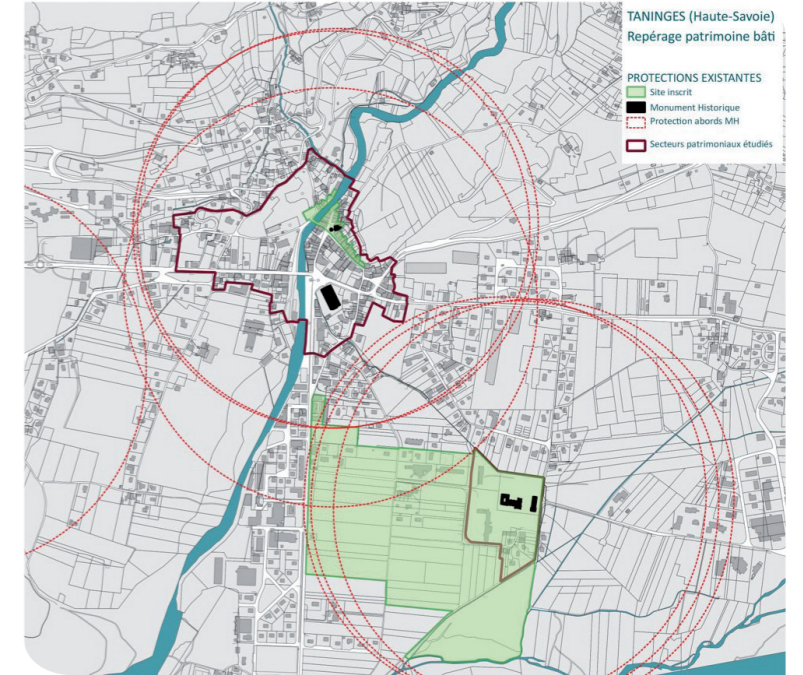 TANINGES (Haute-Savoie)
Repérage patrimoine bâti
PROTECTIONS EXISTANTES
Site inscrit
Monument Historique
Protection abords MH
Secteurs patrimoniaux étudiés